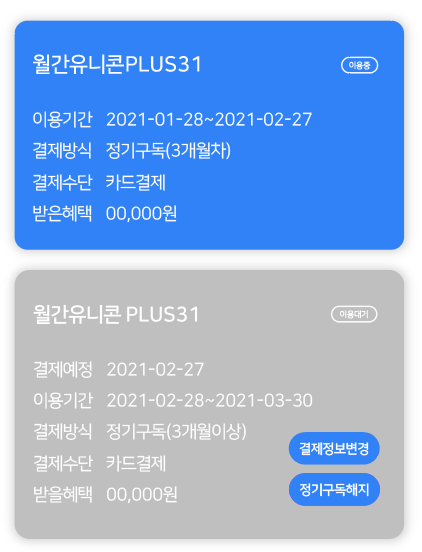 월간유니콘PLUS31
이용중
이용기간 2021-01-28~2021-02-27
결제방식 정기구독(3개월차)
결제수단 카드결제
받은혜택 00,000원
월간유니콘 PLUS31
이용대기
결제예정 2021-02-27
이용기간 2021-02-28~2021-03-30
결제방식 정기구독(3개월이상)
결제정보변경
결제수단 카드결제
받을혜택 00,000원
정기구독해지